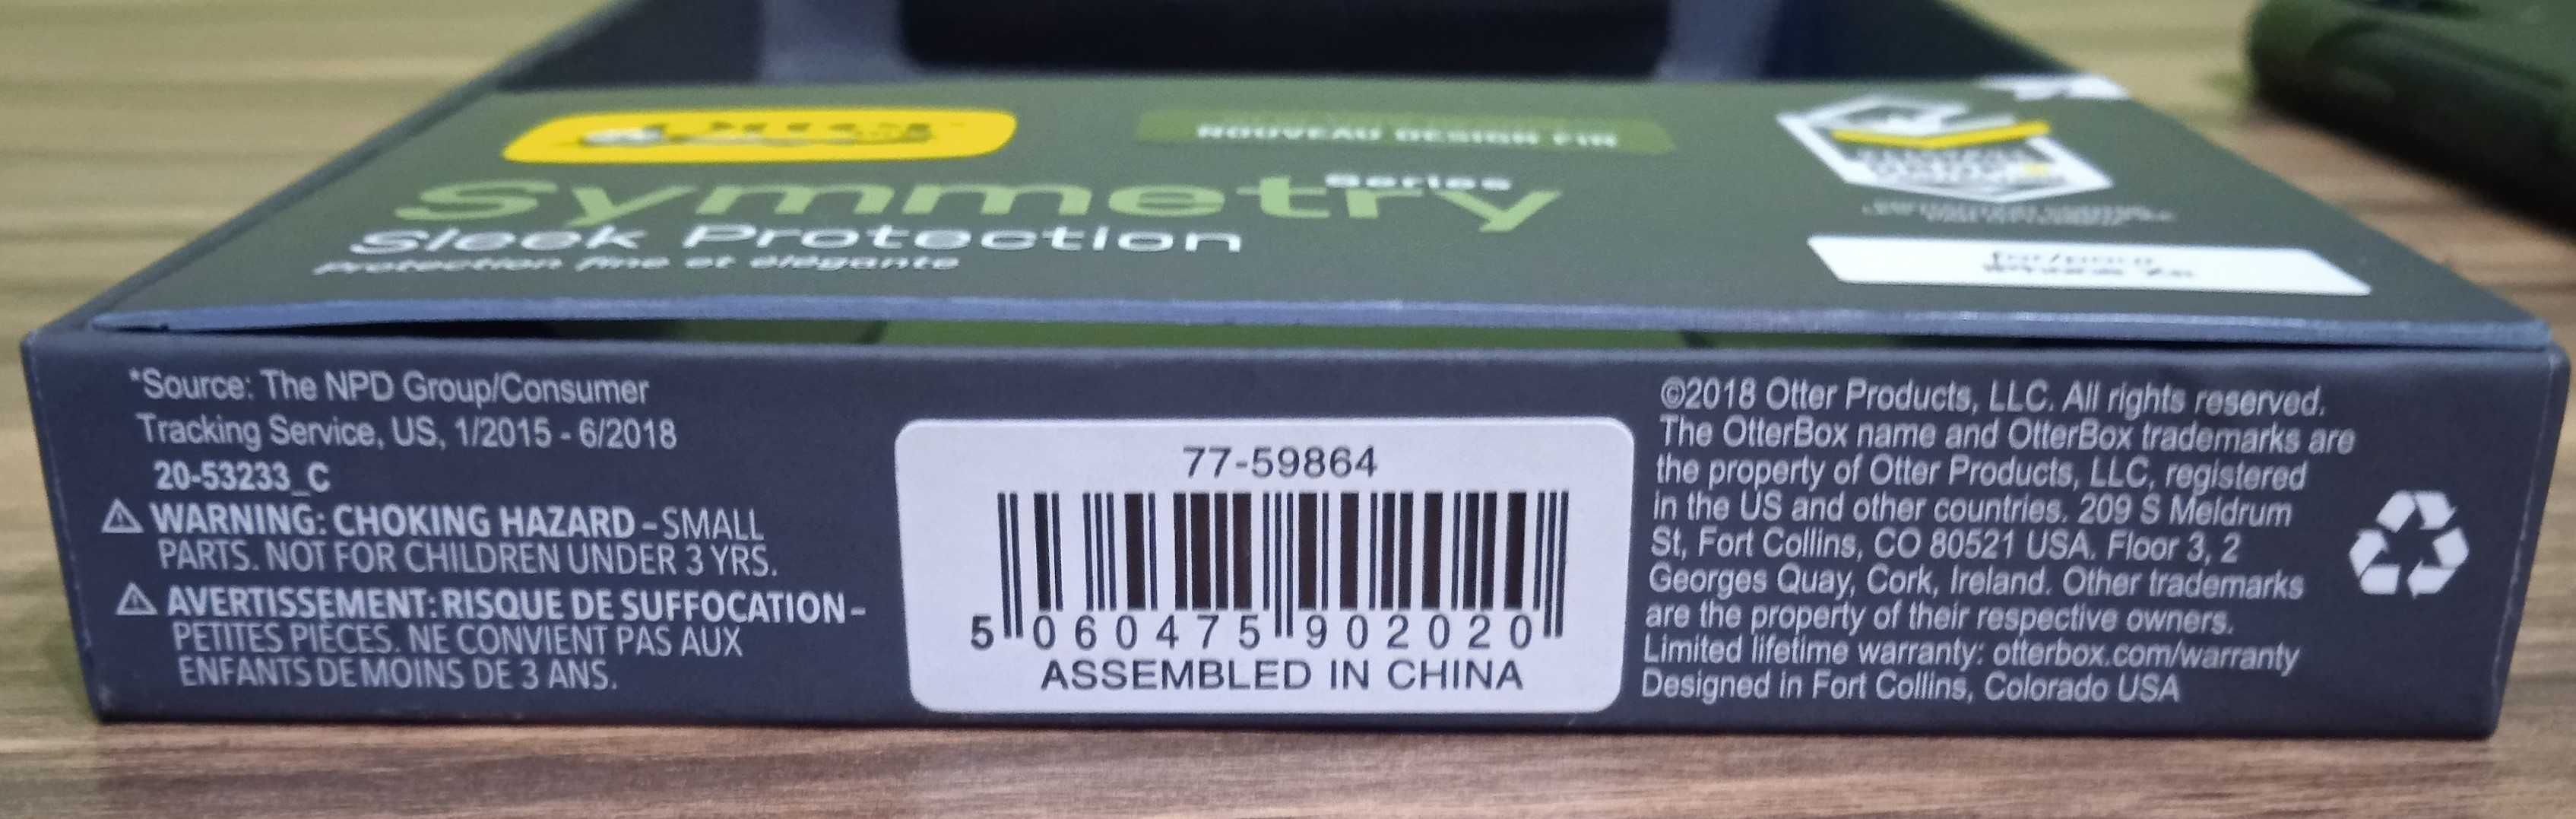 NOUVEAU DESIGN FIN
symmetry series
Sleek Protection
Protection fine et élégante
*Source: The NPD Group/Consumer
Tracking Service, US, 1/2015 - 6/2018
20-53233_C
WARNING: CHOKING HAZARD – SMALL
PARTS. NOT FOR CHILDREN UNDER 3 YRS.
AVERTISSEMENT: RISQUE DE SUFFOCATION –
PETITES PIÈCES. NE CONVIENT PAS AUX
ENFANTS DE MOINS DE 3 ANS.
77-59864
5 060475 902020
ASSEMBLED IN CHINA
©2018 Otter Products, LLC. All rights reserved.
The OtterBox name and OtterBox trademarks are
the property of Otter Products, LLC, registered
in the US and other countries. 209 S Meldrum
St, Fort Collins, CO 80521 USA. Floor 3, 2
Georges Quay, Cork, Ireland. Other trademarks
are the property of their respective owners.
Limited lifetime warranty: otterbox.com/warranty
Designed in Fort Collins, Colorado USA